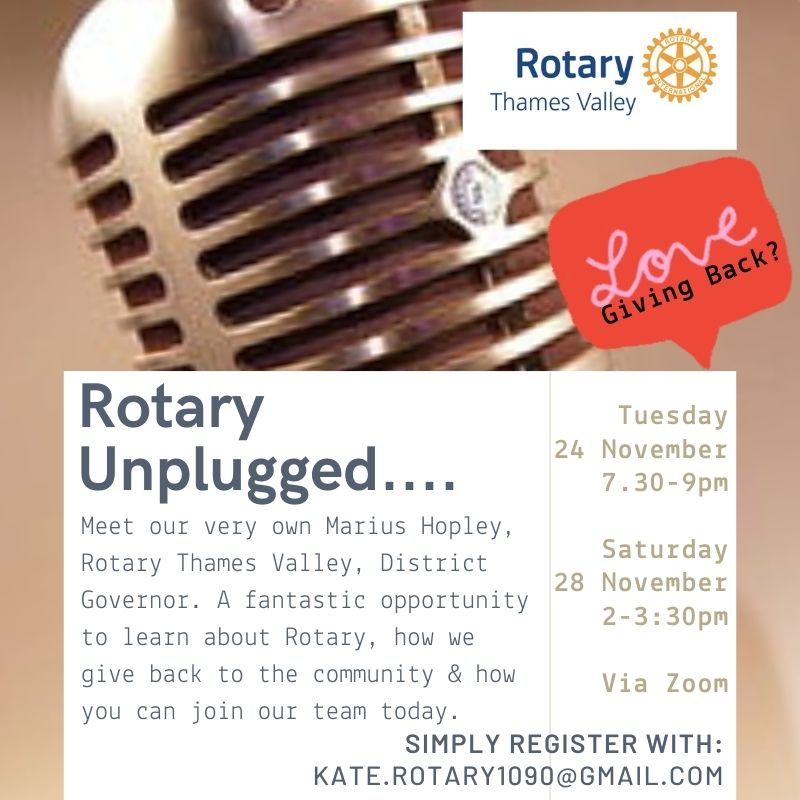 Rotary
Thames Valley
ROTARY
INTERNATIONAL
Love
Giving Back?
Rotary
Unplugged....
Meet our very own Marius Hopley,
Rotary Thames Valley, District
Governor. A fantastic opportunity
to learn about Rotary, how we
give back to the community & how
you can join our team today.
Tuesday
24 November
7.30-9pm
Saturday
28 November
2-3:30pm
Via Zoom
SIMPLY REGISTER WITH:
KATE.ROTARY1090@GMAIL.COM